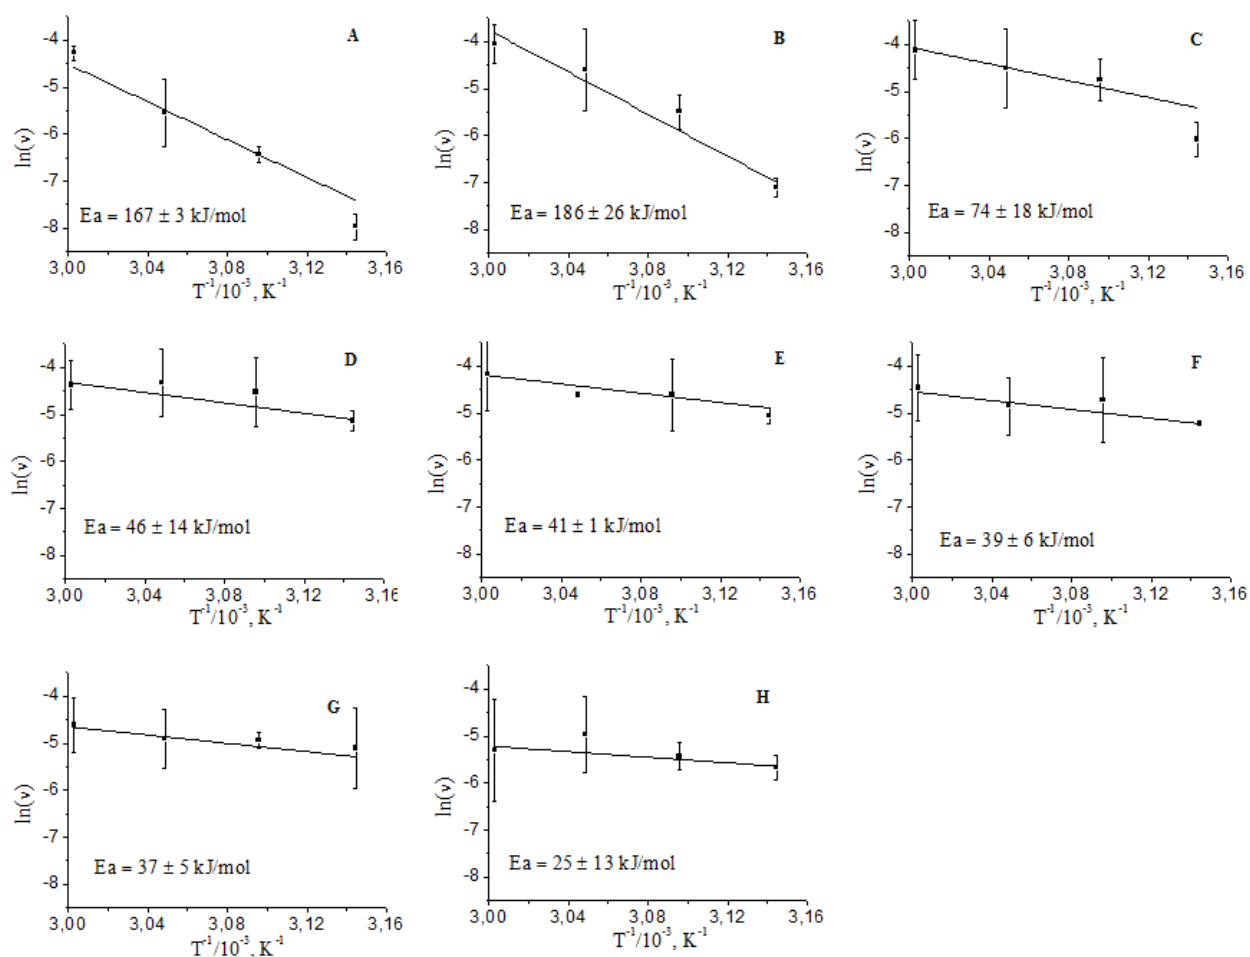 A
-4
-5
-6
-7
-8
ln(ν)
Ea = 167 ± 3 kJ/mol
3,00 3,04 3,08 3,12 3,16
T⁻¹/10⁻³, K⁻¹
B
-4
-5
-6
-7
-8
ln(ν)
Ea = 186 ± 26 kJ/mol
3,00 3,04 3,08 3,12 3,16
T⁻¹/10⁻³, K⁻¹
C
-4
-5
-6
-7
-8
ln(ν)
Ea = 74 ± 18 kJ/mol
3,00 3,04 3,08 3,12 3,16
T⁻¹/10⁻³, K⁻¹
D
-4
-5
-6
-7
-8
ln(ν)
Ea = 46 ± 14 kJ/mol
3,00 3,04 3,08 3,12 3,16
T⁻¹/10⁻³, K⁻¹
E
-4
-5
-6
-7
-8
ln(ν)
Ea = 41 ± 1 kJ/mol
3,00 3,04 3,08 3,12 3,16
T⁻¹/10⁻³, K⁻¹
F
-4
-5
-6
-7
-8
ln(ν)
Ea = 39 ± 6 kJ/mol
3,00 3,04 3,08 3,12 3,16
T⁻¹/10⁻³, K⁻¹
G
-4
-5
-6
-7
-8
ln(ν)
Ea = 37 ± 5 kJ/mol
3,00 3,04 3,08 3,12 3,16
T⁻¹/10⁻³, K⁻¹
H
-4
-5
-6
-7
-8
ln(ν)
Ea = 25 ± 13 kJ/mol
3,00 3,04 3,08 3,12 3,16
T⁻¹/10⁻³, K⁻¹